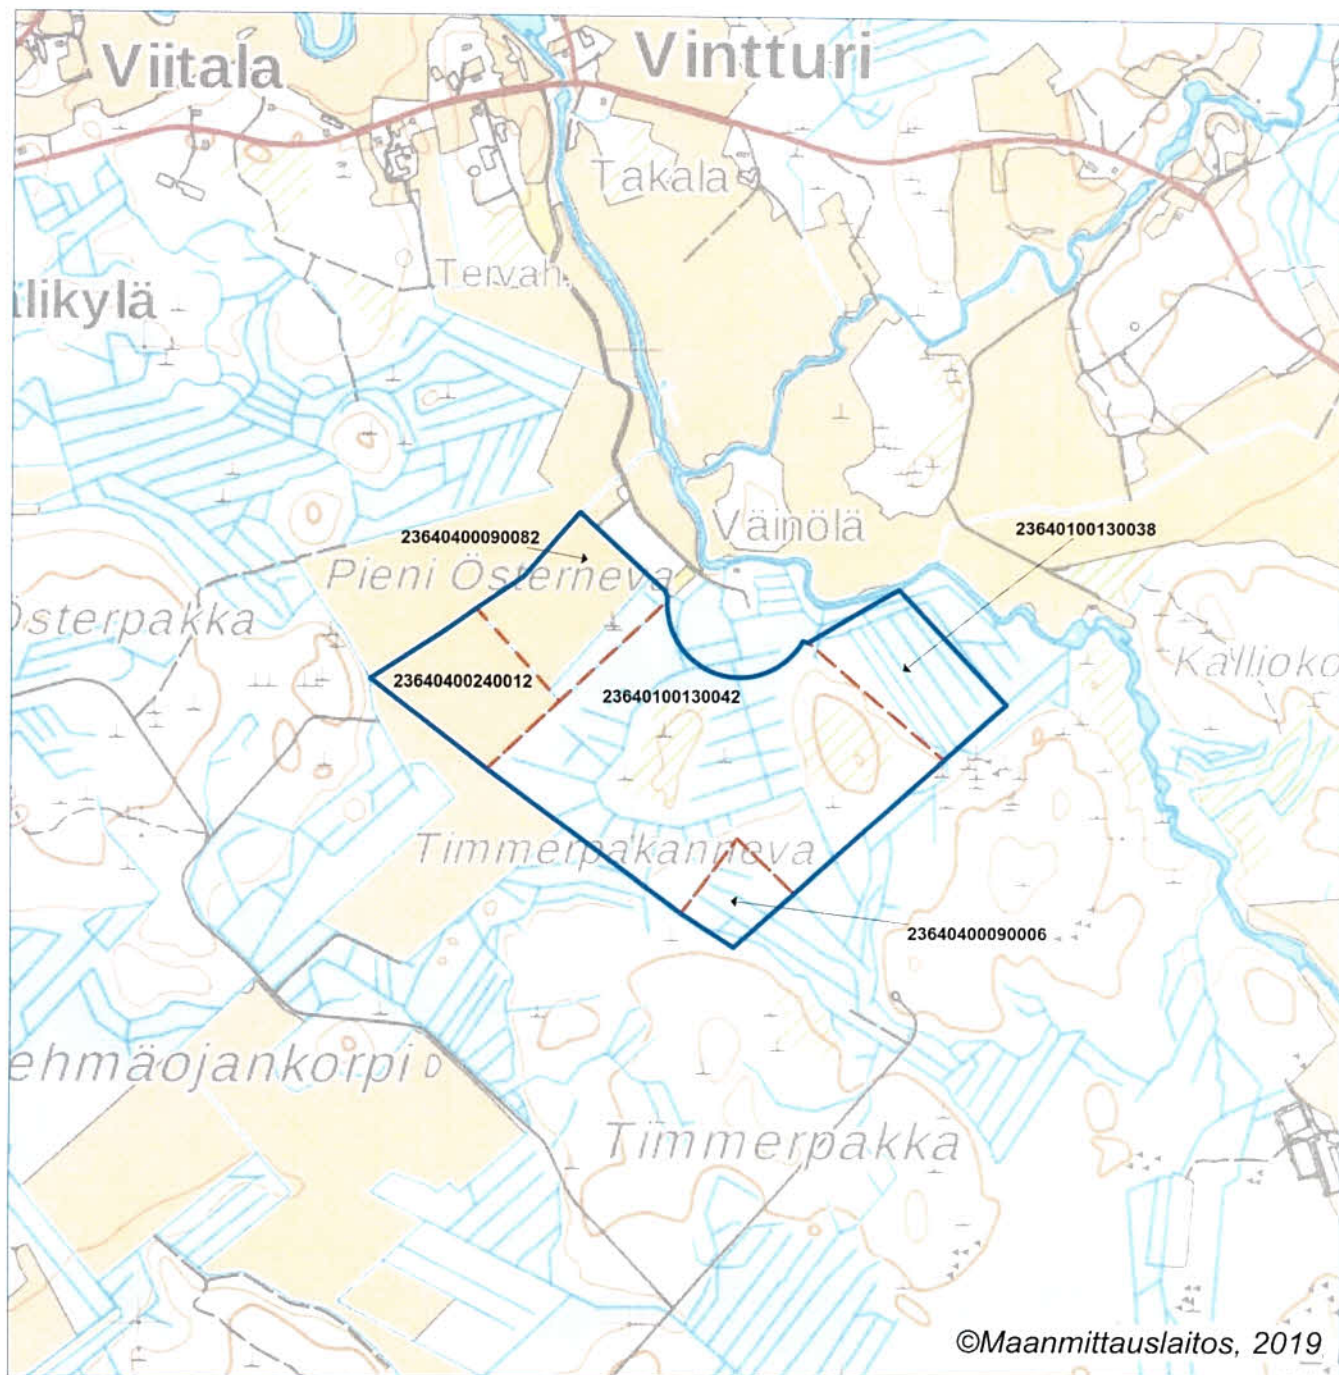 Viitala
Vintturi
Takala
Tervah.
älikylä
Väinölä
23640400090082
23640100130038
Pieni Österneva
Österpakka
Kallioko
23640400240012
23640100130042
Timmerpakanneva
23640400090006
ehmäojankorpi
Timmerpakka
©Maanmittauslaitos, 2019